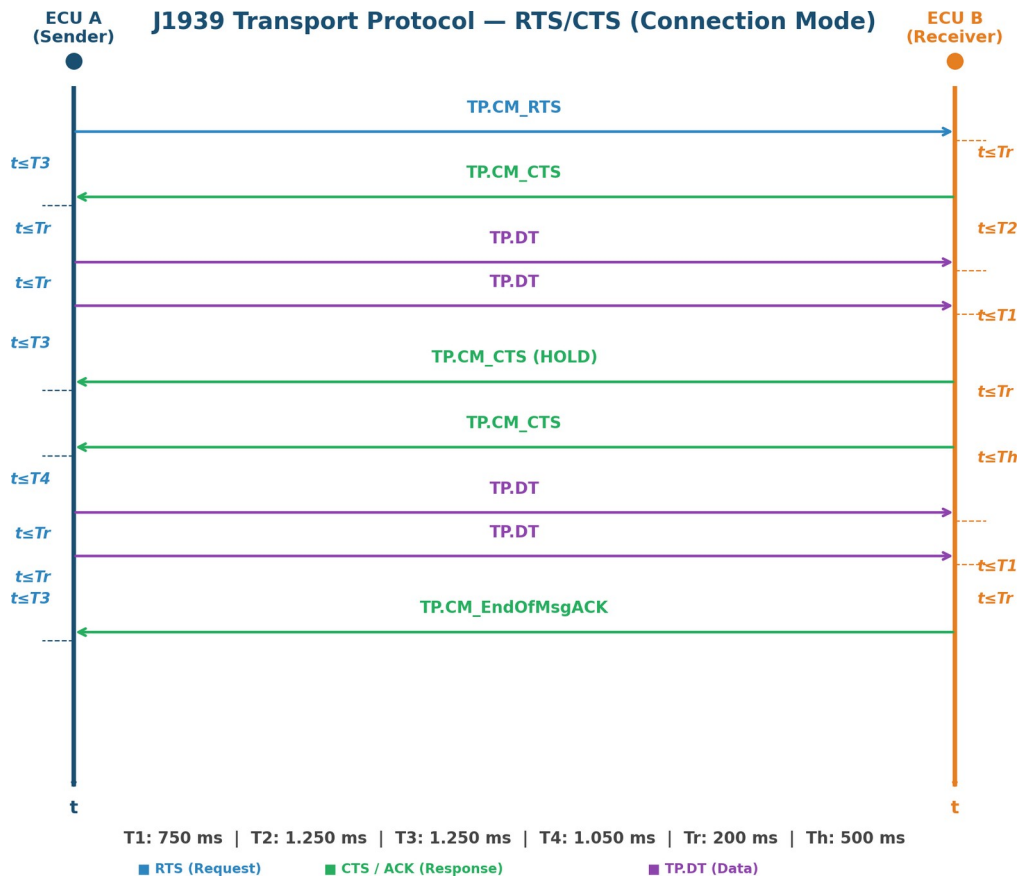 ECU A
(Sender)
J1939 Transport Protocol — RTS/CTS (Connection Mode)
ECU B
(Receiver)
TP.CM_RTS
t≤Tr
t≤T3
TP.CM_CTS
t≤Tr
t≤T2
TP.DT
t≤Tr
TP.DT
t≤T1
t≤T3
TP.CM_CTS (HOLD)
t≤Tr
TP.CM_CTS
t≤Th
t≤T4
TP.DT
t≤Tr
TP.DT
t≤T1
t≤Tr
t≤T3
t≤Tr
TP.CM_EndOfMsgACK
t
t
T1: 750 ms | T2: 1.250 ms | T3: 1.250 ms | T4: 1.050 ms | Tr: 200 ms | Th: 500 ms
RTS (Request)
CTS / ACK (Response)
TP.DT (Data)